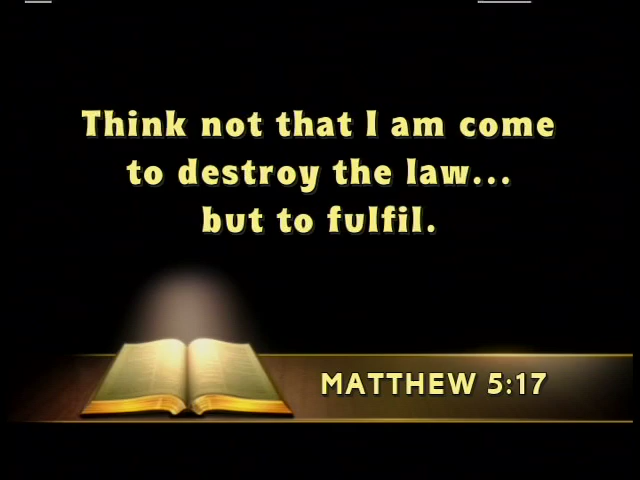 Think not that I am come
to destroy the law...
but to fulfil.
MATTHEW 5:17